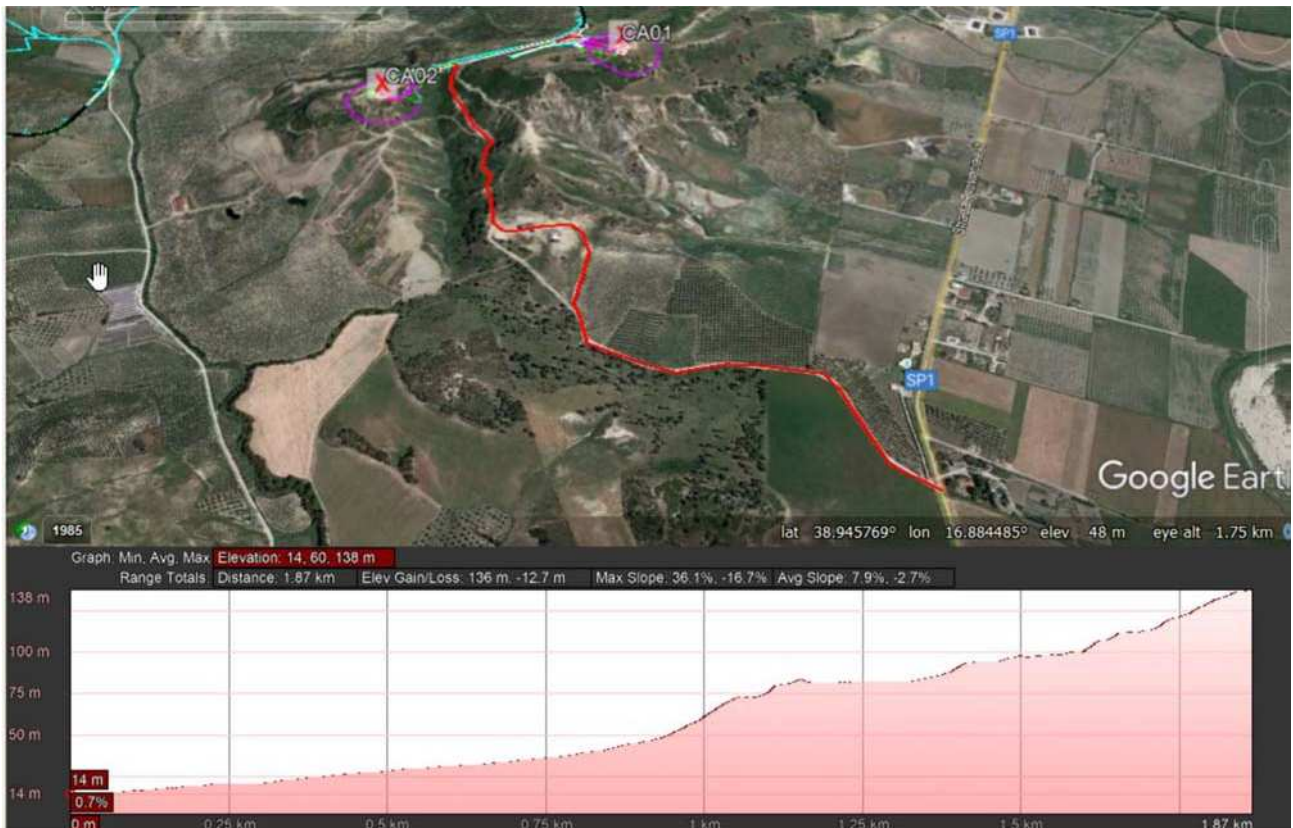 CA01
SP1
CA02
SP1
Google Eart
1985
lat 38.945769° lon 16.884485° elev 48 m eye alt 1.75 km
Graph: Min, Avg, Max Elevation: 14, 60, 138 m
Range Totals: Distance: 1.87 km Elev Gain/Loss: 136 m, -12.7 m Max Slope: 36.1%, -16.7% Avg Slope: 7.9%, -2.7%
138 m
100 m
75 m
50 m
14 m
14 m
0.7%
0 m 0.25 km 0.5 km 0.75 km 1 km 1.25 km 1.5 km 1.87 km